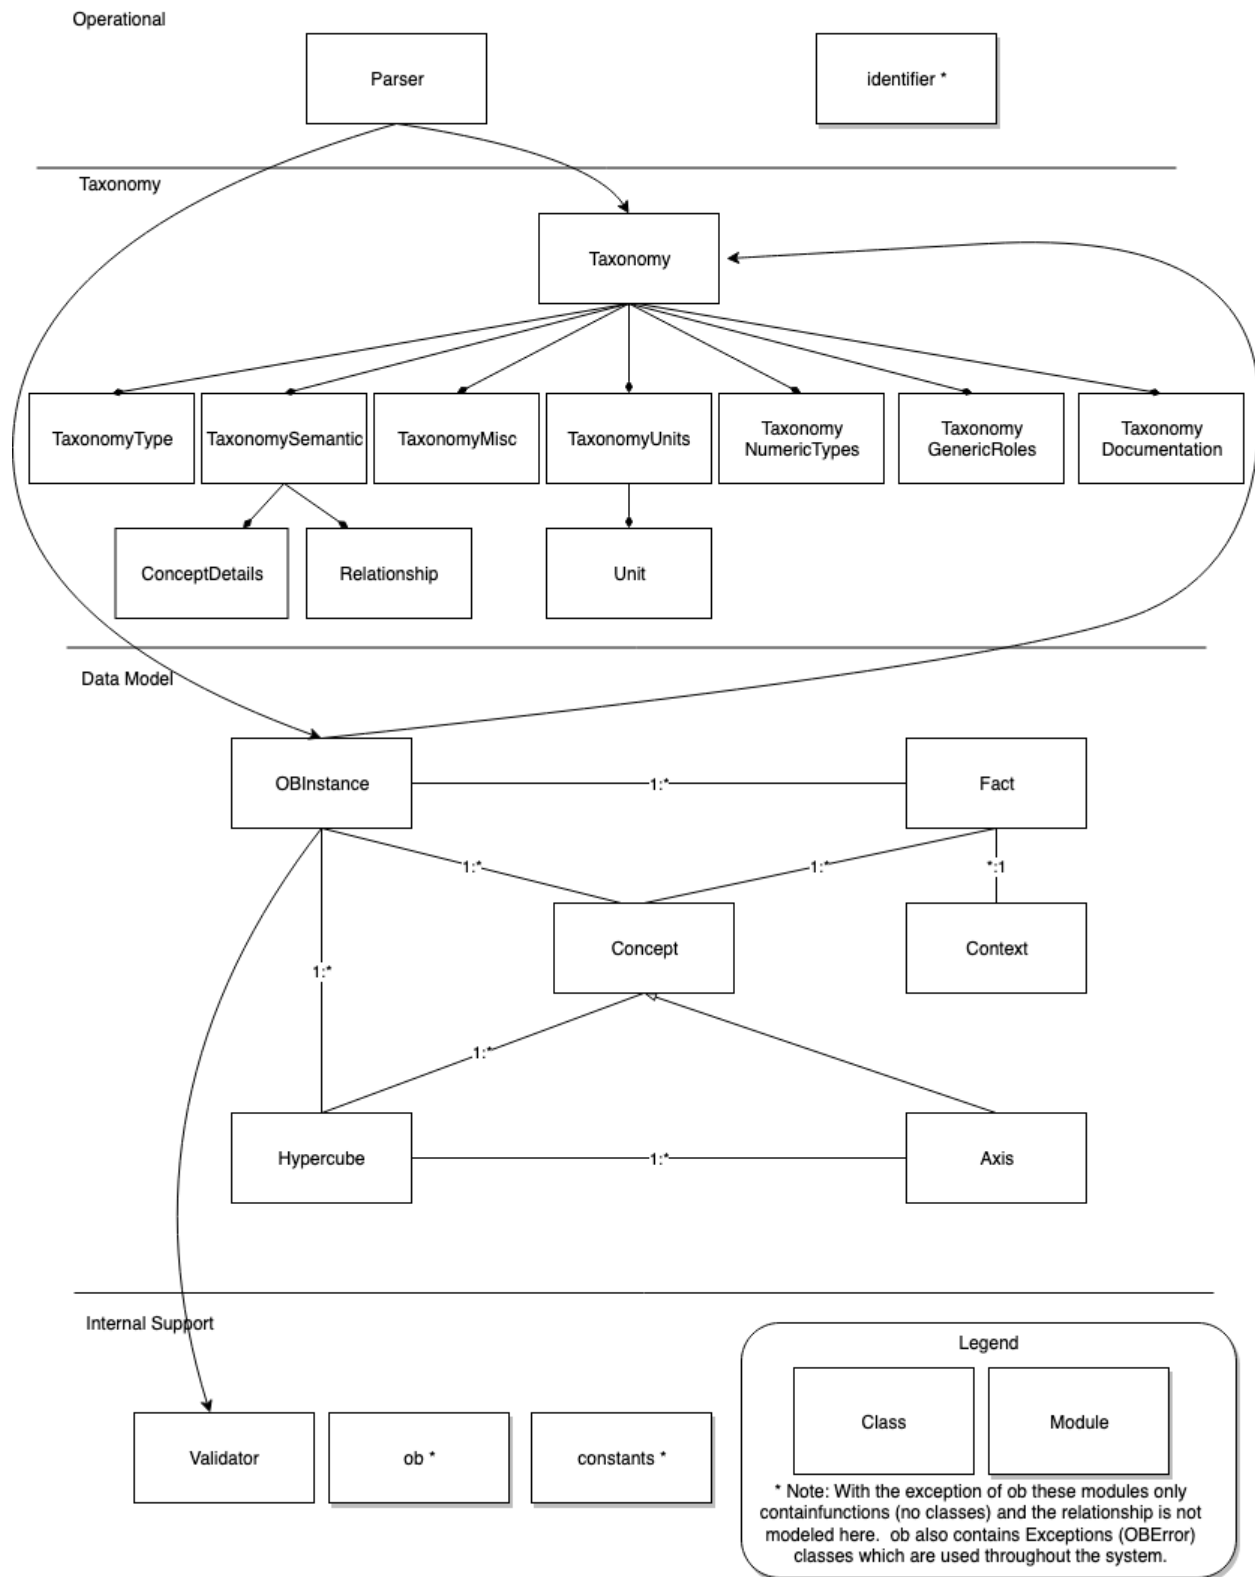 Operational
Parser
identifier *
Taxonomy
Taxonomy
TaxonomyType
TaxonomySemantic
TaxonomyMisc
TaxonomyUnits
Taxonomy
NumericTypes
Taxonomy
GenericRoles
Taxonomy
Documentation
ConceptDetails
Relationship
Unit
Data Model
OBInstance
1:*
Fact
1:*
1:*
*:1
Concept
Context
1:*
1:*
Hypercube
1:*
Axis
Internal Support
Validator
ob *
constants *
Legend
Class
Module
* Note: With the exception of ob these modules only
containfunctions (no classes) and the relationship is not
modeled here.  ob also contains Exceptions (OBError)
classes which are used throughout the system.